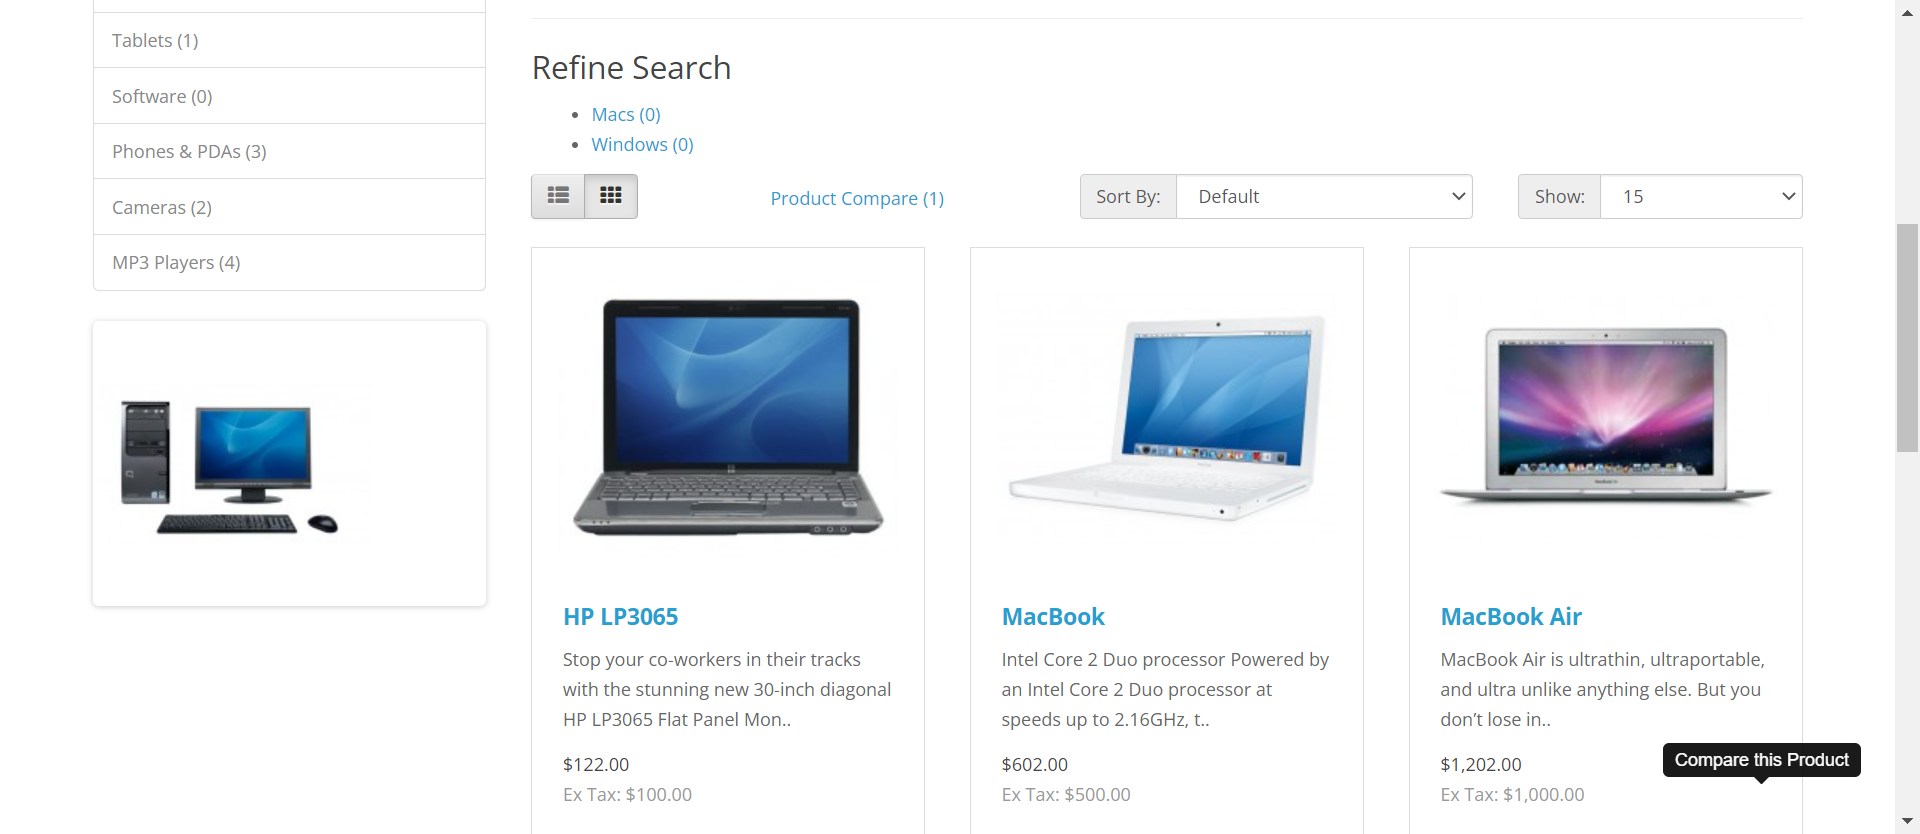 Tablets (1)
Software (0)
Phones & PDAs (3)
Cameras (2)
MP3 Players (4)
Refine Search
Macs (0)
Windows (0)
Product Compare (1)
Sort By:
Default
Show:
15
HP LP3065
Stop your co-workers in their tracks
with the stunning new 30-inch diagonal
HP LP3065 Flat Panel Mon..
$122.00
Ex Tax: $100.00
MacBook
Intel Core 2 Duo processor Powered by
an Intel Core 2 Duo processor at
speeds up to 2.16GHz, t..
$602.00
Ex Tax: $500.00
MacBook Air
MacBook Air is ultrathin, ultraportable,
and ultra unlike anything else. But you
don’t lose in..
$1,202.00
Ex Tax: $1,000.00
Compare this Product